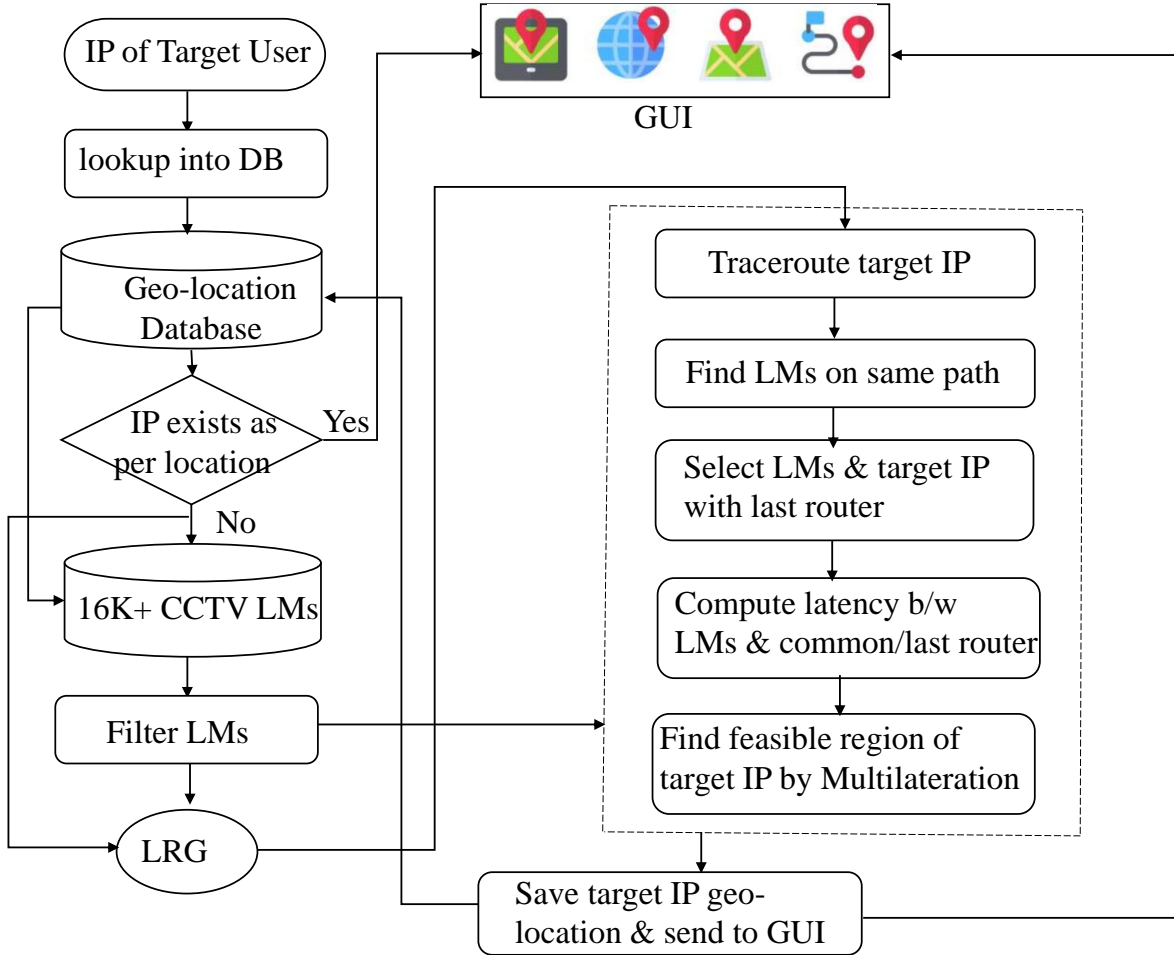 IP of Target User
lookup into DB
Geo-location
Database
IP exists as
per location
Yes
No
16K+ CCTV LMs
Filter LMs
LRG
GUI
Traceroute target IP
Find LMs on same path
Select LMs & target IP
with last router
Compute latency b/w
LMs & common/last router
Find feasible region of
target IP by Multilateration
Save target IP geo-
location & send to GUI